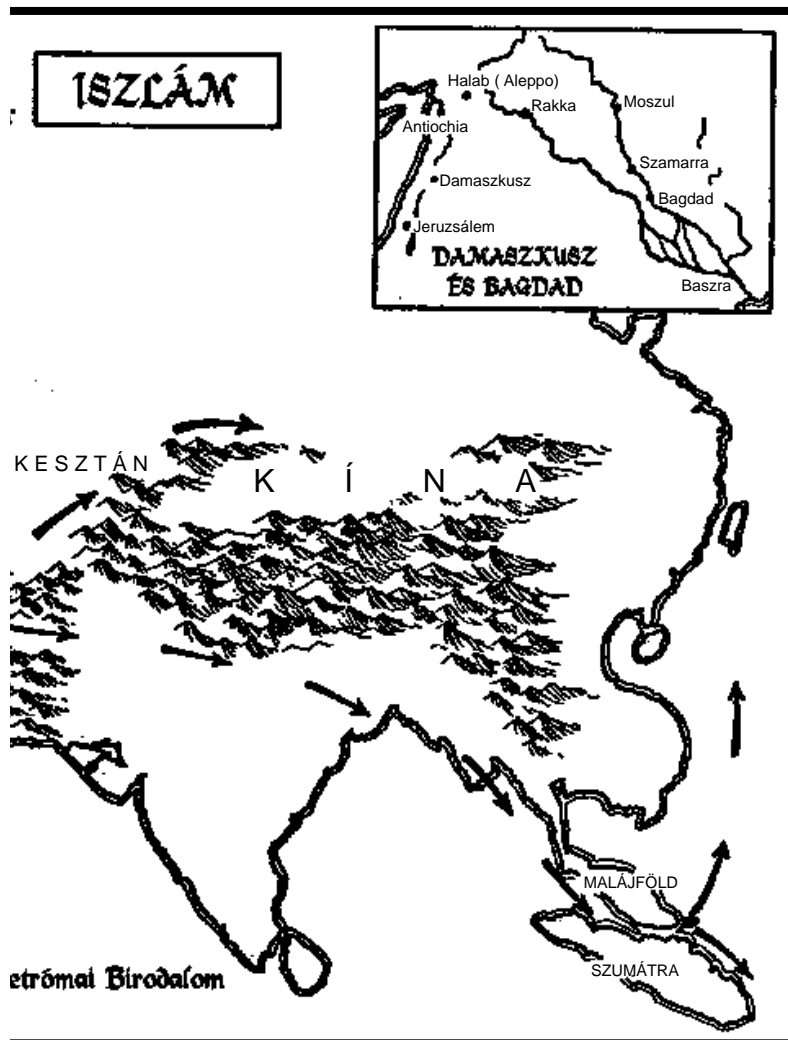 ISZLÁM
Halab ( Aleppo)
Rakka
Moszul
Antiochia
Szamarra
Damaszkusz
Bagdad
Jeruzsálem
DAMASZKUSZ
ÉS BAGDAD
Baszra
KESZTÁN
KÍNA
MALÁJFÖLD
SZUMÁTRA
etrómai Birodalom